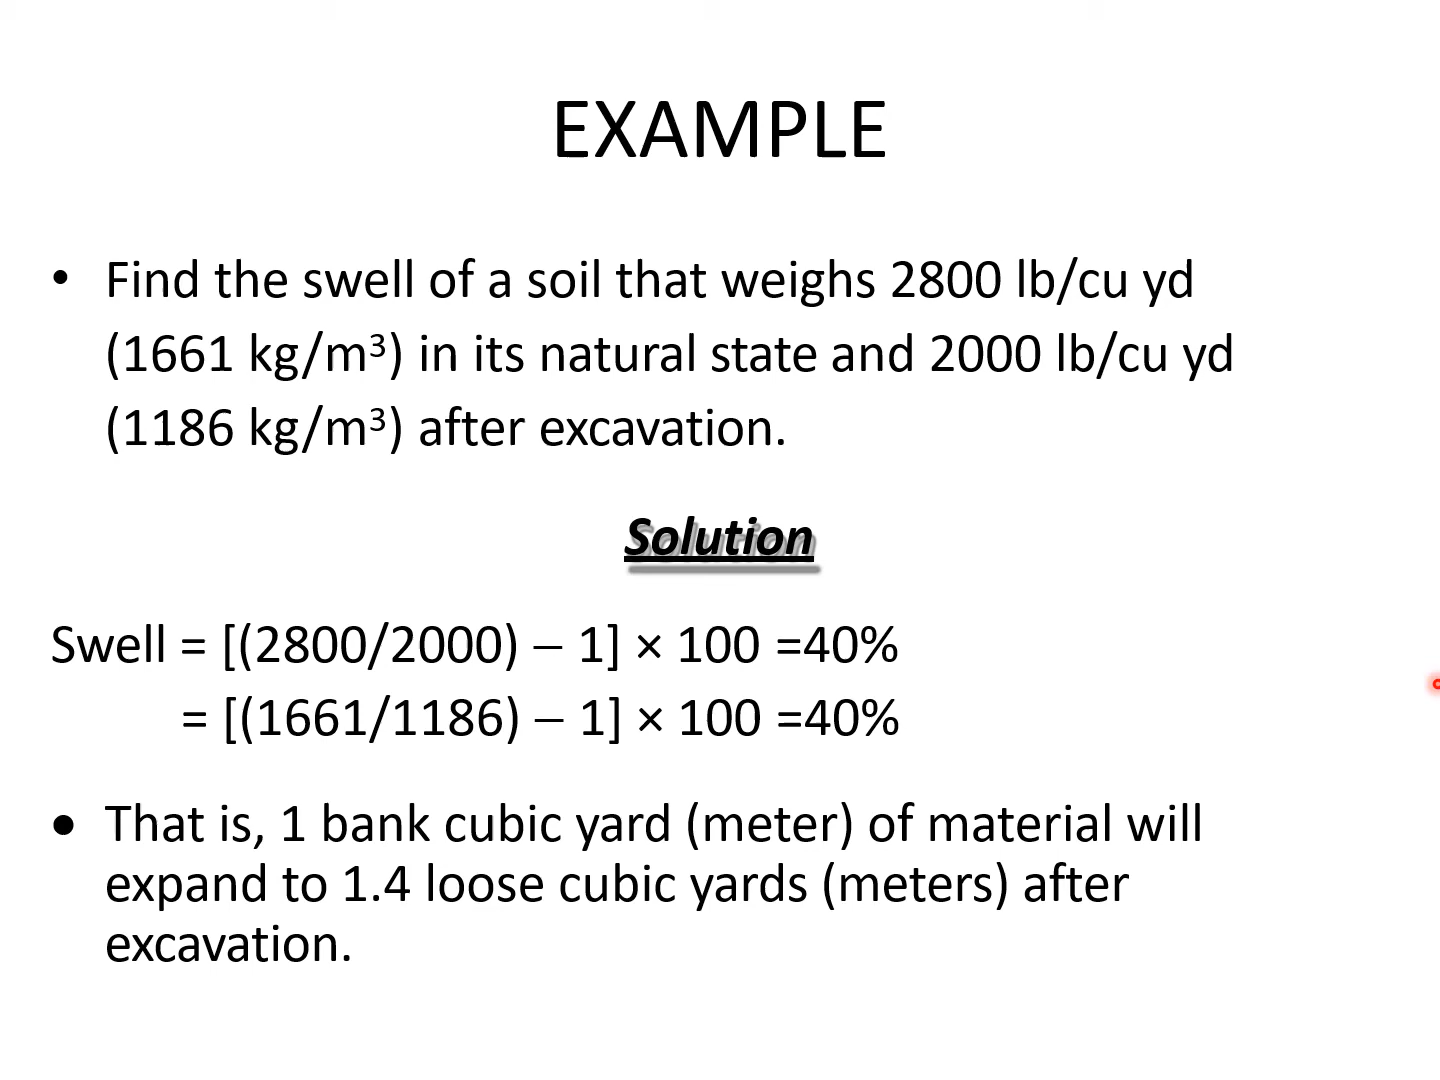 EXAMPLE
• Find the swell of a soil that weighs 2800 lb/cu yd
(1661 kg/m³) in its natural state and 2000 lb/cu yd
(1186 kg/m³) after excavation.
Solution
Swell = [(2800/2000) – 1] × 100 =40%
= [(1661/1186) – 1] × 100 =40%
• That is, 1 bank cubic yard (meter) of material will
expand to 1.4 loose cubic yards (meters) after
excavation.